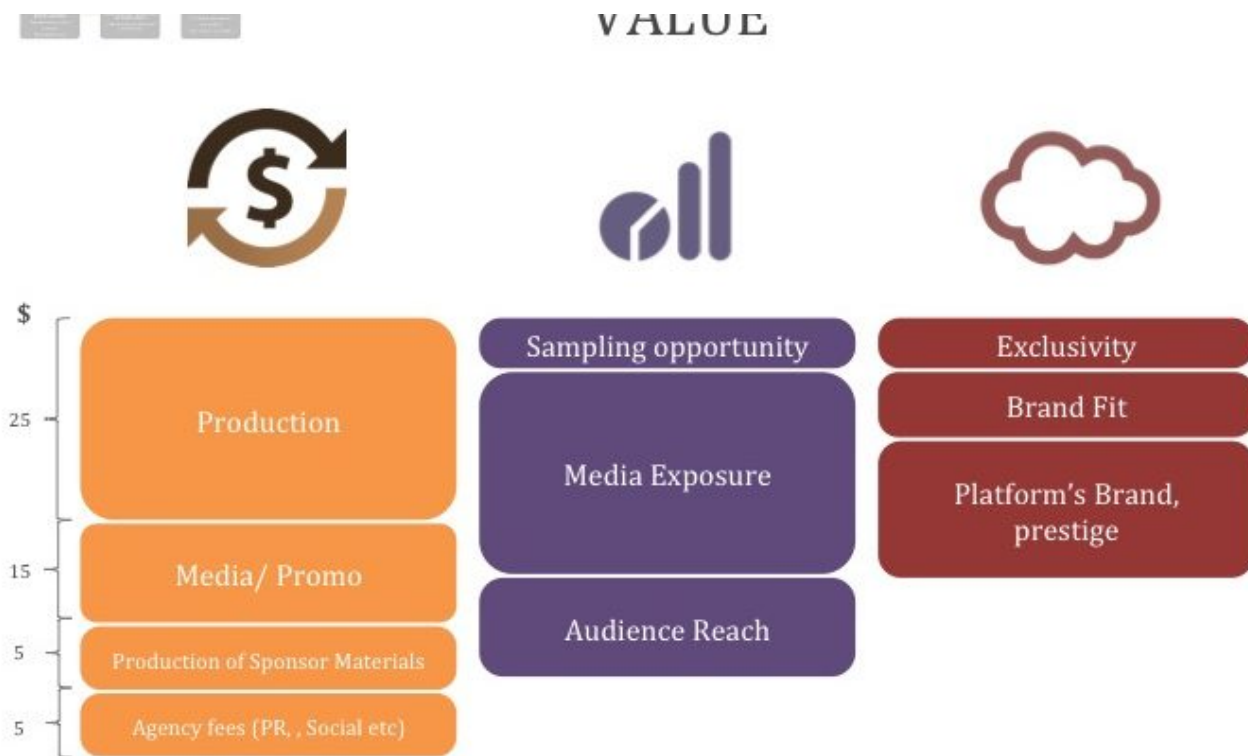 VALUE
$
$
25
Production
15
Media/ Promo
5
Production of Sponsor Materials
5
Agency fees (PR, , Social etc)
Sampling opportunity
Media Exposure
Audience Reach
Exclusivity
Brand Fit
Platform’s Brand,
prestige